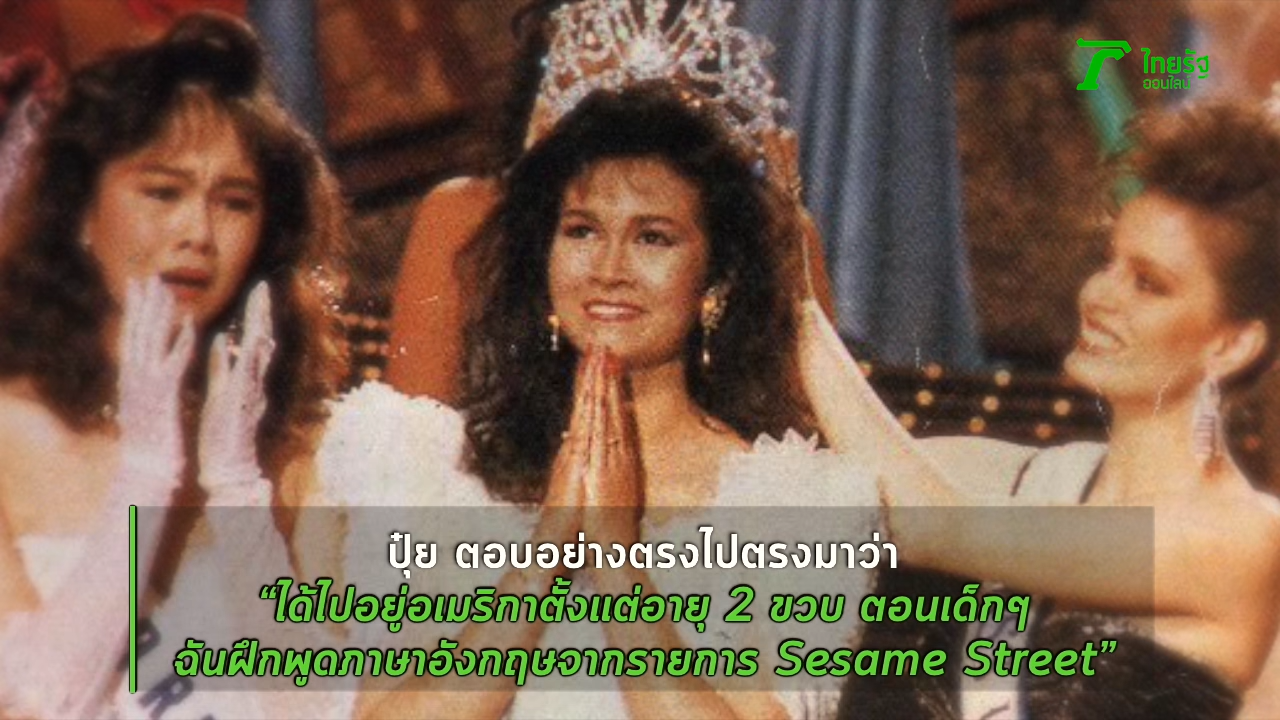 ไทยรัฐ
ออนไลน์
ปุ๋ย ตอบอย่างตรงไปตรงมาว่า
“ได้ไปอยู่อเมริกาตั้งแต่อายุ 2 ขวบ ตอนเด็กๆ
ฉันฝึกพูดภาษาอังกฤษจากรายการ Sesame Street”